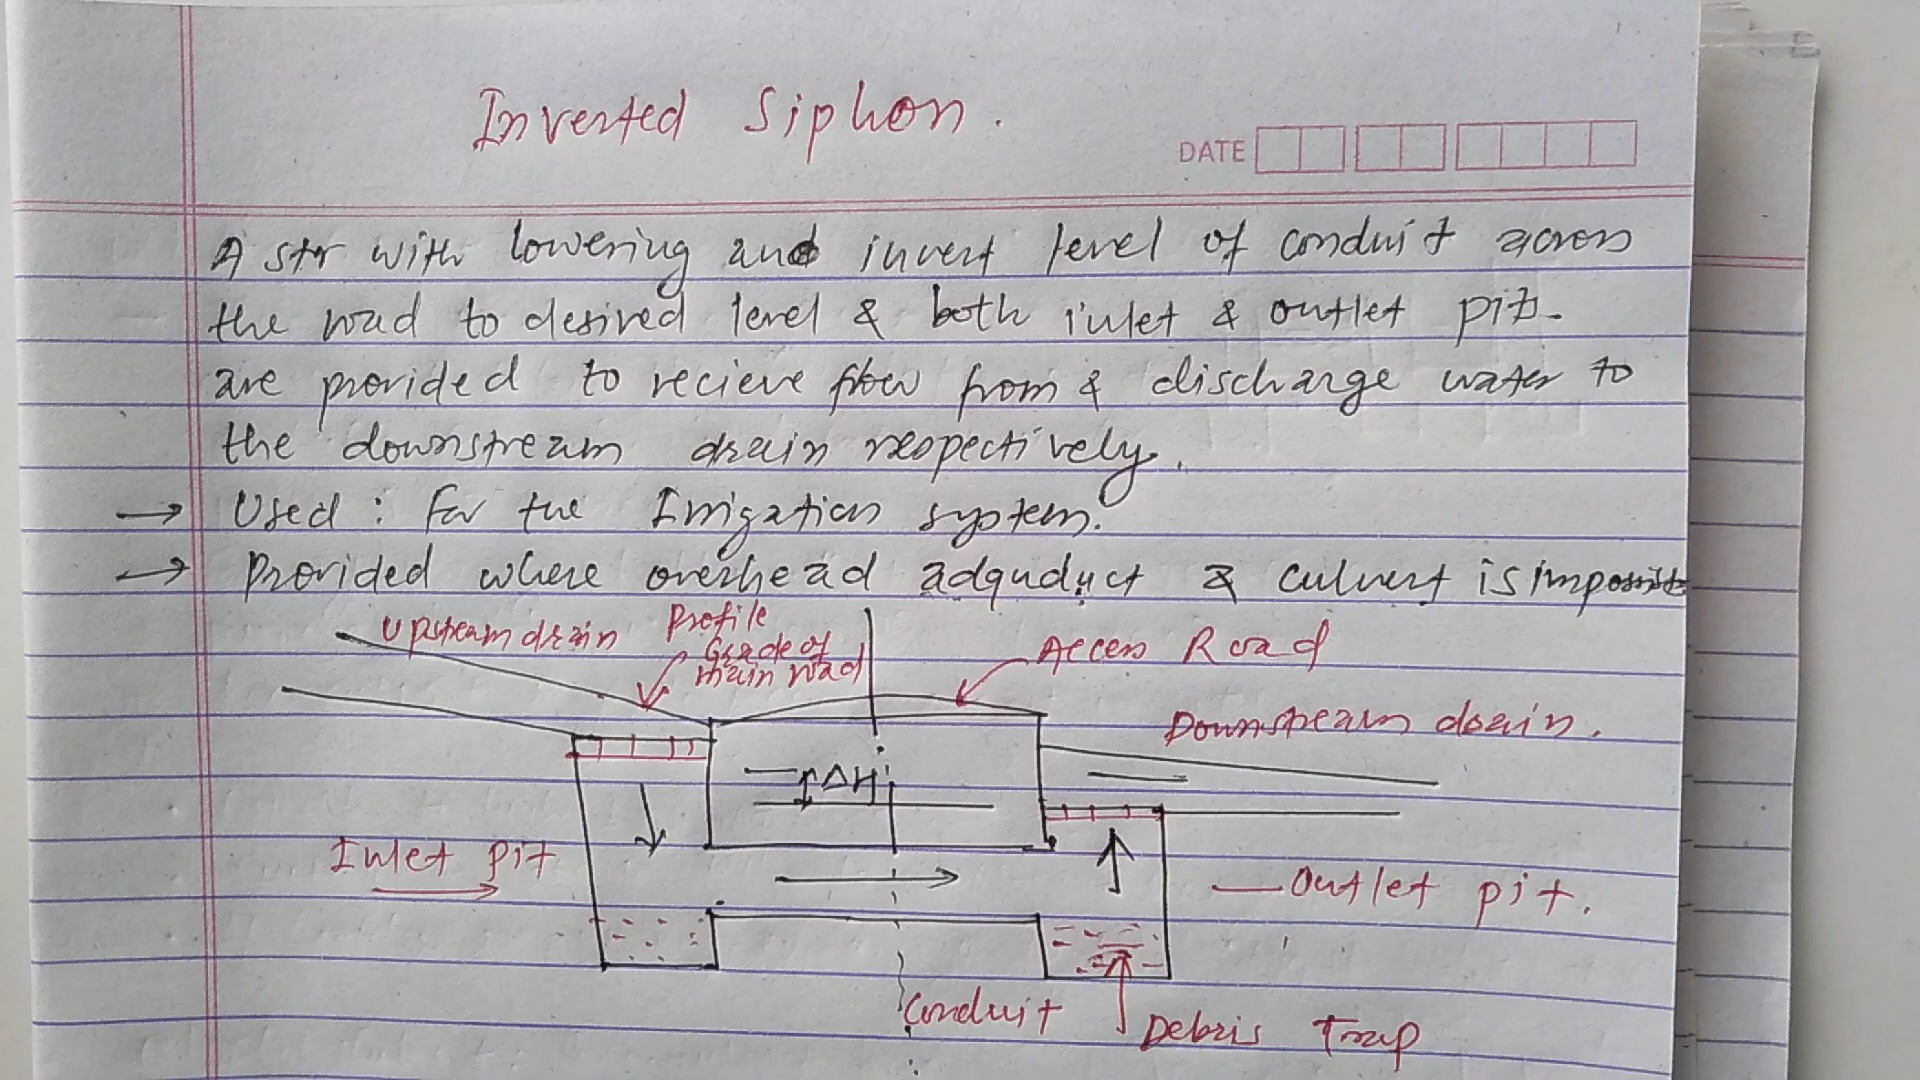 Inverted Siphon.
DATE
A str with lowering and invert level of conduit across
the road to desired level & both inlet & outlet pit.
are provided to recieve flow from & discharge water to
the downstream drain respectively.
→ Used : For the Irrigation system.
→ Provided where overhead adquduct & culvert is impossible
Upstream drain
Profile
Grade of
main road
Access Road
Downstream drain.
ΔH
Inlet pit
Outlet pit.
Conduit
Debris Trap